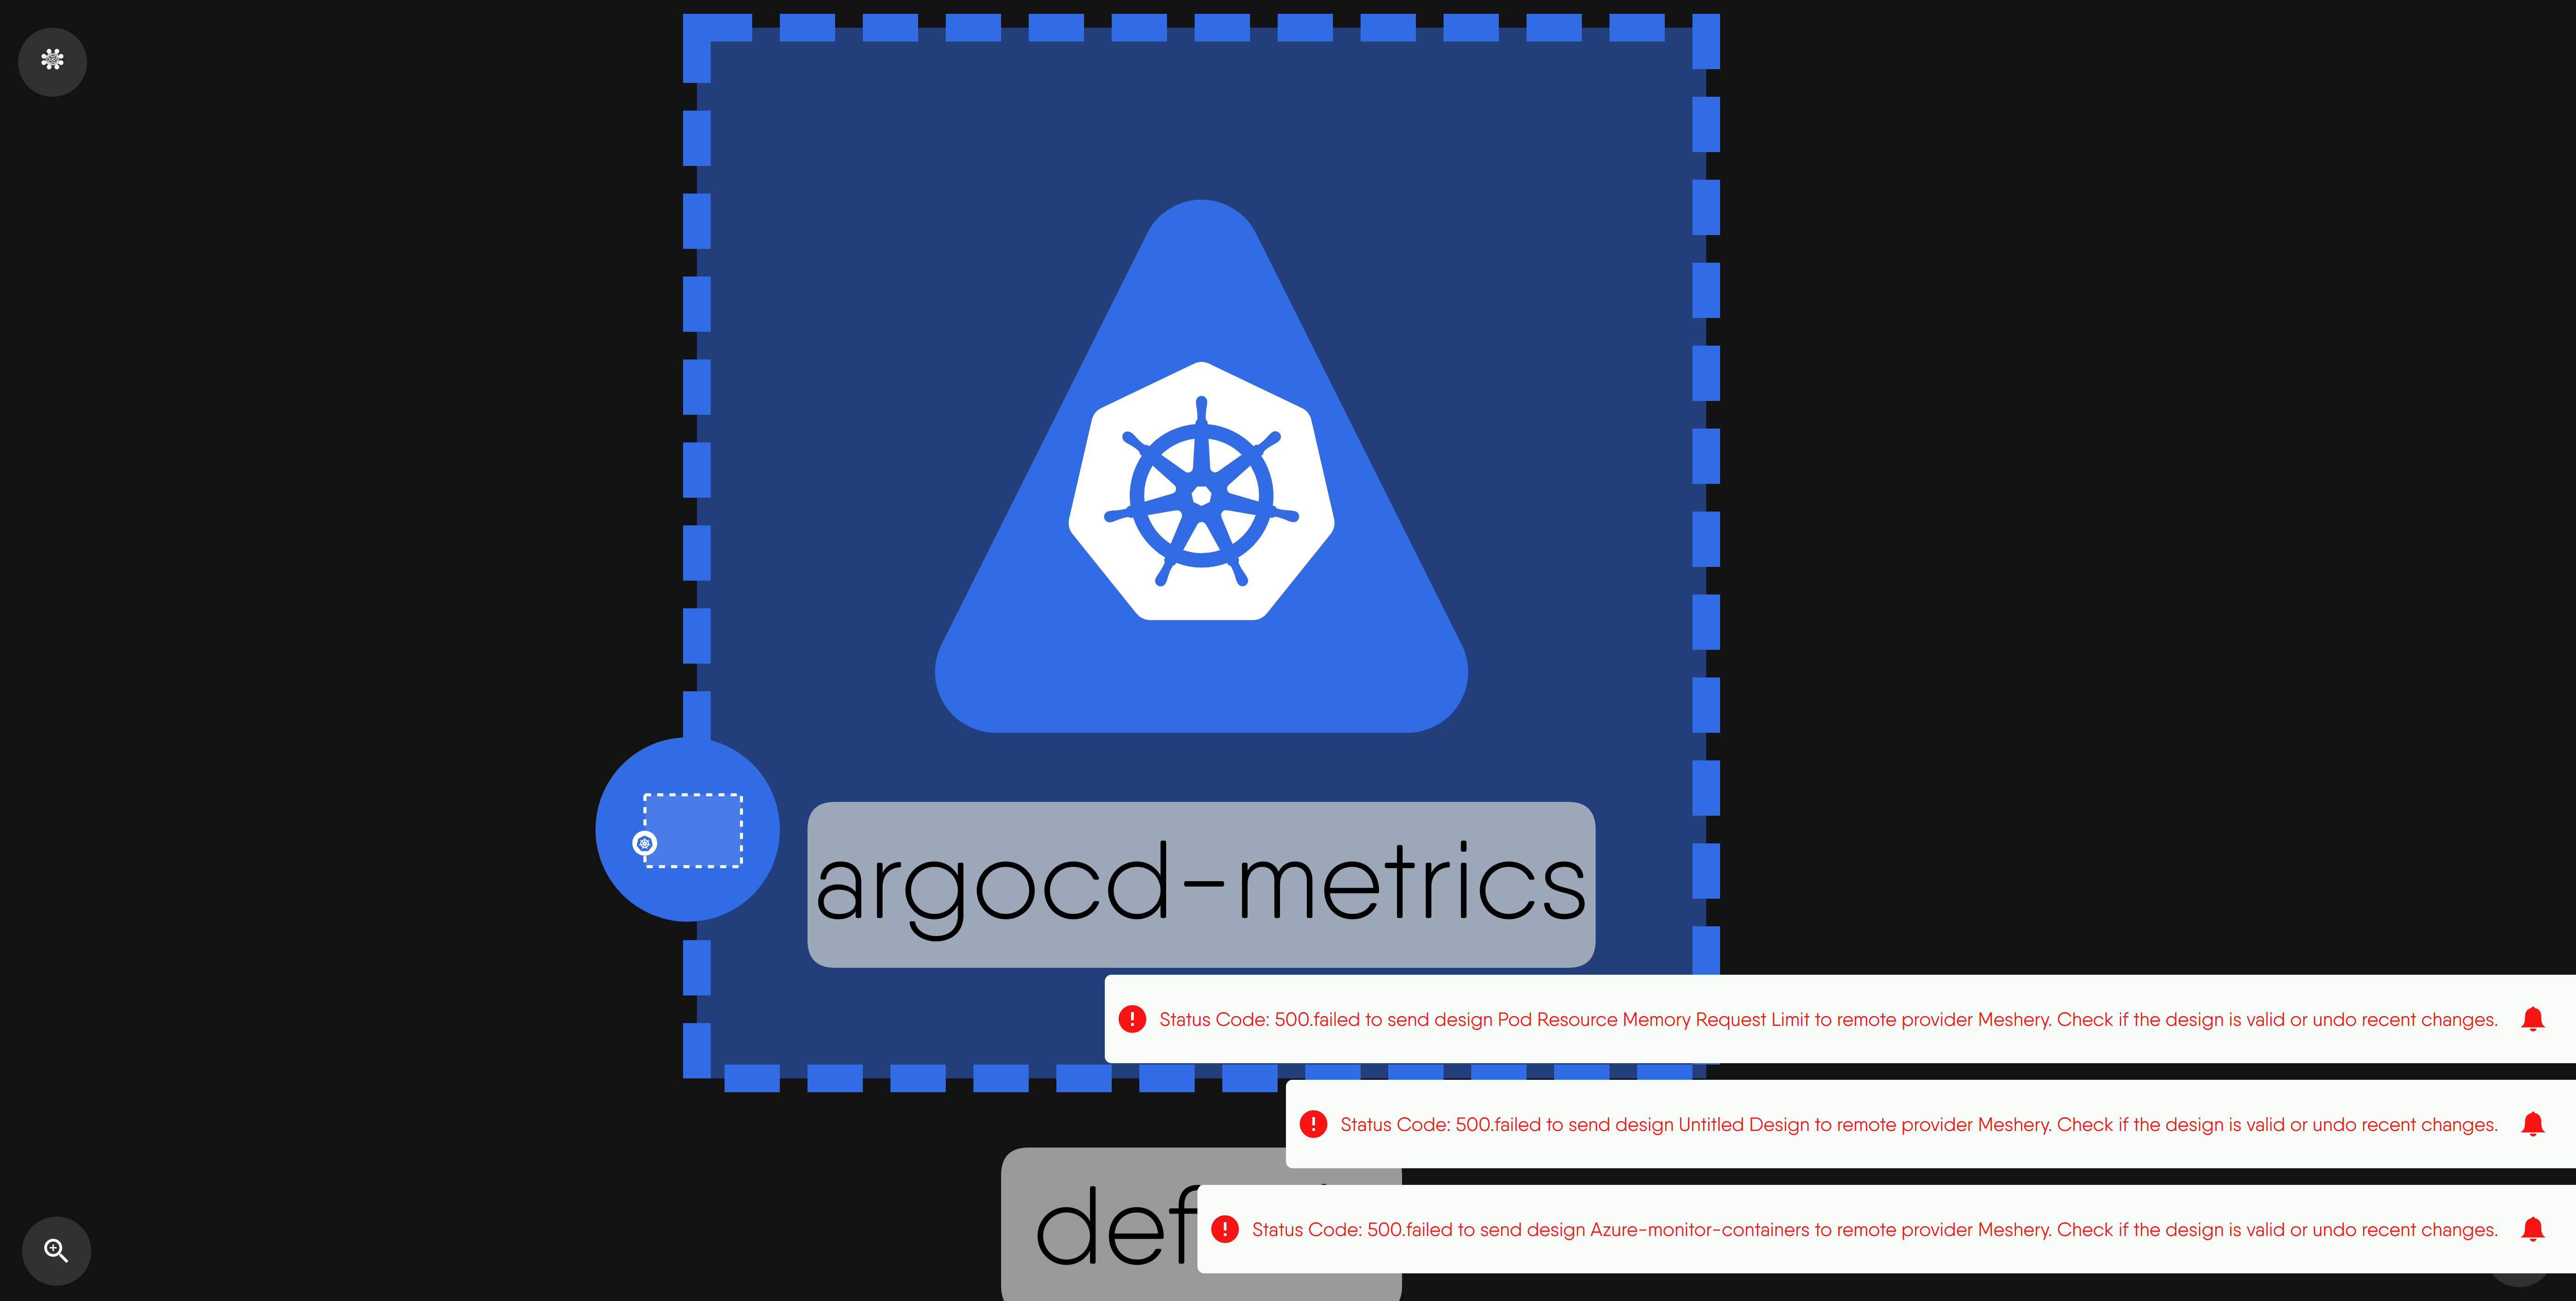 argocd-metrics
Status Code: 500.failed to send design Pod Resource Memory Request Limit to remote provider Meshery. Check if the design is valid or undo recent changes.
Status Code: 500.failed to send design Untitled Design to remote provider Meshery. Check if the design is valid or undo recent changes.
Status Code: 500.failed to send design Azure-monitor-containers to remote provider Meshery. Check if the design is valid or undo recent changes.